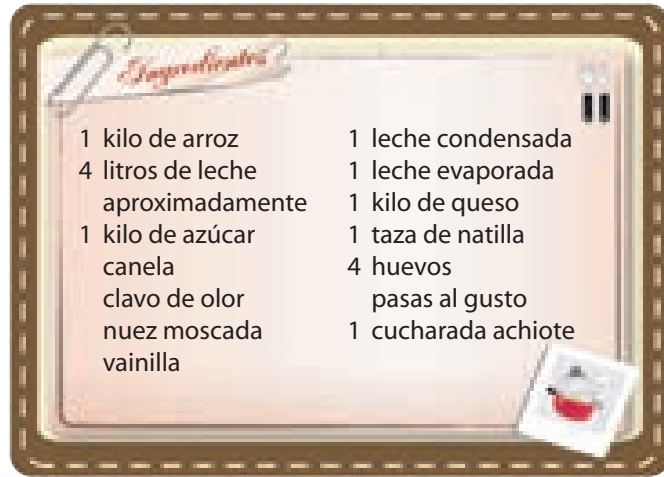 Ingredientes
1 kilo de arroz
4 litros de leche
aproximadamente
1 kilo de azúcar
canela
clavo de olor
nuez moscada
vainilla
1 leche condensada
1 leche evaporada
1 kilo de queso
1 taza de natilla
4 huevos
pasas al gusto
1 cucharada achiote